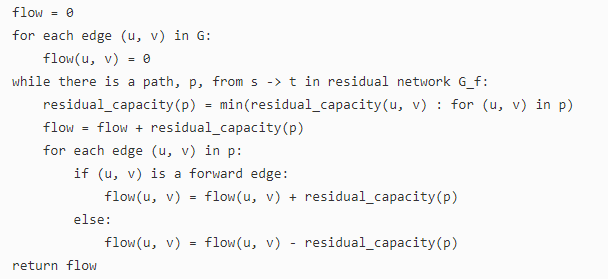 flow = 0
for each edge (u, v) in G:
    flow(u, v) = 0
while there is a path, p, from s -> t in residual network G_f:
    residual_capacity(p) = min(residual_capacity(u, v) : for (u, v) in p)
    flow = flow + residual_capacity(p)
    for each edge (u, v) in p:
        if (u, v) is a forward edge:
            flow(u, v) = flow(u, v) + residual_capacity(p)
        else:
            flow(u, v) = flow(u, v) - residual_capacity(p)
return flow